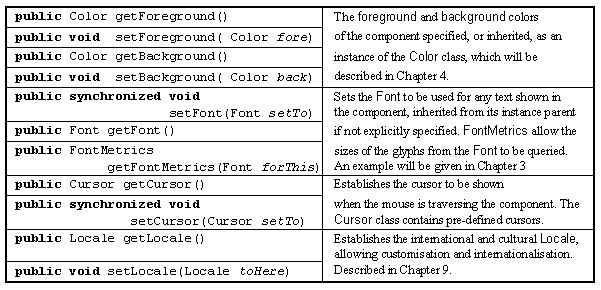 public Color getForeground()
public void setForeground( Color fore)
public Color getBackground()
public void setBackground( Color back)
The foreground and background colors
of the component specified, or inherited, as an
instance of the Color class, which will be
described in Chapter 4.
public synchronized void
setFont(Font setTo)
public Font getFont()
public FontMetrics
getFontMetrics(Font forThis)
Sets the Font to be used for any text shown in
the component, inherited from its instance parent
if not explicitly specified. FontMetrics allow the
sizes of the glyphs from the Font to be queried.
An example will be given in Chapter 3
public Cursor getCursor()
public synchronized void
setCursor(Cursor setTo)
Establishes the cursor to be shown
when the mouse is traversing the component. The
Cursor class contains pre-defined cursors.
public Locale getLocale()
public void setLocale(Locale toHere)
Establishes the international and cultural Locale,
allowing customisation and internationalisation.
Described in Chapter 9.